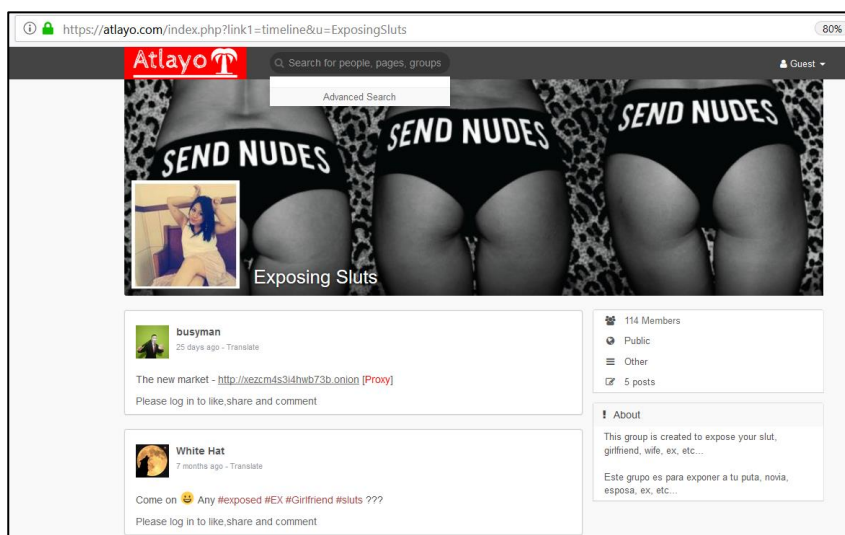 https://atlayo.com/index.php?link1=timeline&u=ExposingSluts
80%
Atlayo
Search for people, pages, groups
Guest
Advanced Search
SEND NUDES
SEND NUDES
SEND NUDES
Exposing Sluts
busyman
25 days ago - Translate
The new market - http://xezcm4s3i4hwb73b.onion [Proxy]
Please log in to like,share and comment
White Hat
7 months ago - Translate
Come on 😀 Any #exposed #EX #Girlfriend #sluts ???
Please log in to like,share and comment
114 Members
Public
Other
5 posts
About
This group is created to expose your slut,
girlfriend, wife, ex, etc...
Este grupo es para exponer a tu puta, novia,
esposa, ex, etc...